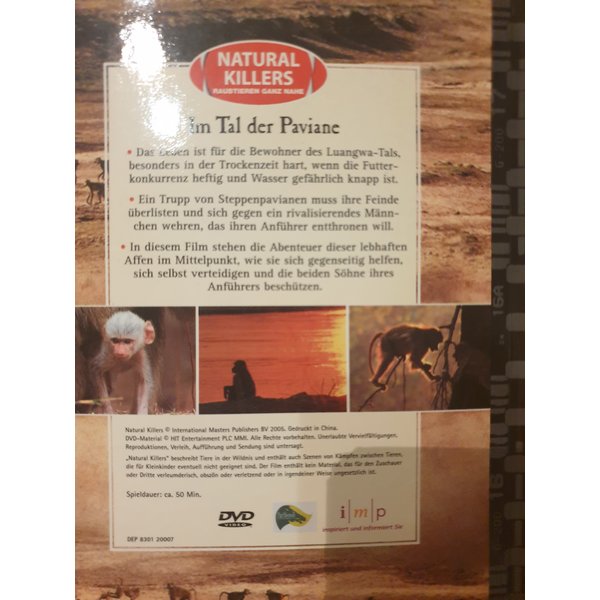 NATURAL
KILLERS
RAUBTIEREN GANZ NAHE
Im Tal der Paviane
• Das Leben ist für die Bewohner des Luangwa-Tals,
besonders in der Trockenzeit hart, wenn die Futter-
konkurrenz heftig und Wasser gefährlich knapp ist.
• Ein Trupp von Steppenpavianen muss ihre Feinde
überlisten und sich gegen ein rivalisierendes Männ-
chen wehren, das ihren Anführer entthronen will.
• In diesem Film stehen die Abenteuer dieser lebhaften
Affen im Mittelpunkt, wie sie sich gegenseitig helfen,
sich selbst verteidigen und die beiden Söhne ihres
Anführers beschützen.
Natural Killers © International Masters Publishers BV 2005. Gedruckt in China.
DVD-Material © HIT Entertainment PLC MMI. Alle Rechte vorbehalten. Unerlaubte Vervielfältigungen,
Reproduktionen, Verleih, Aufführung und Sendung sind untersagt.
„Natural Killers" beschreibt Tiere in der Wildnis und enthält auch Szenen von Kämpfen zwischen Tieren,
die für Kleinkinder eventuell nicht geeignet sind. Der Film enthält kein Material, das für den Zuschauer
oder Dritte verleumderisch, obszön oder verletzend oder in irgendeiner Weise ungesetzlich ist.
Spieldauer: ca. 50 Min.
DVD
VIDEO
i|m|p
inspiriert und informiert Sie
DEP 8301 20007
17
16A
18